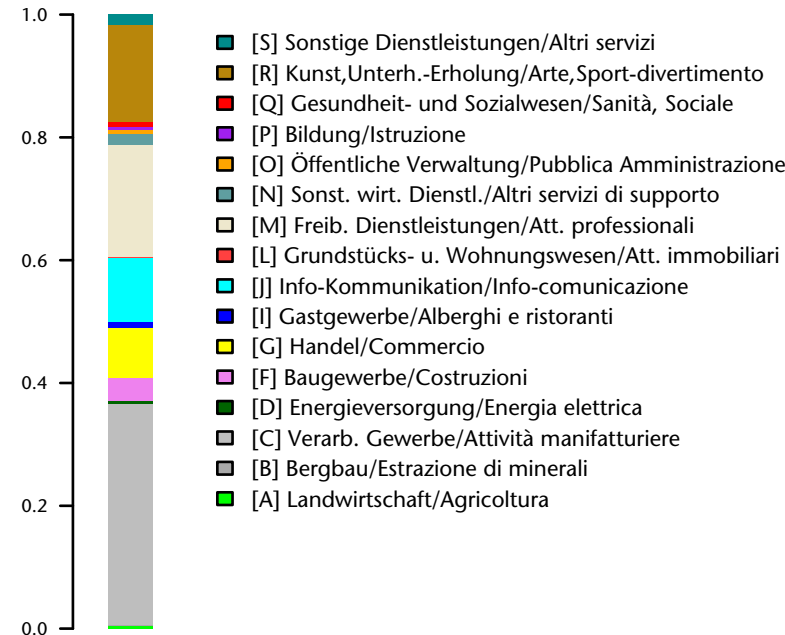 1.0
0.8
0.6
0.4
0.2
0.0
[S] Sonstige Dienstleistungen/Altri servizi
[R] Kunst,Unterh.-Erholung/Arte,Sport-divertimento
[Q] Gesundheit- und Sozialwesen/Sanità, Sociale
[P] Bildung/Istruzione
[O] Öffentliche Verwaltung/Pubblica Amministrazione
[N] Sonst. wirt. Dienstl./Altri servizi di supporto
[M] Freib. Dienstleistungen/Att. professionali
[L] Grundstücks- u. Wohnungswesen/Att. immobiliari
[J] Info-Kommunikation/Info-comunicazione
[I] Gastgewerbe/Alberghi e ristoranti
[G] Handel/Commercio
[F] Baugewerbe/Costruzioni
[D] Energieversorgung/Energia elettrica
[C] Verarb. Gewerbe/Attività manifatturiere
[B] Bergbau/Estrazione di minerali
[A] Landwirtschaft/Agricoltura